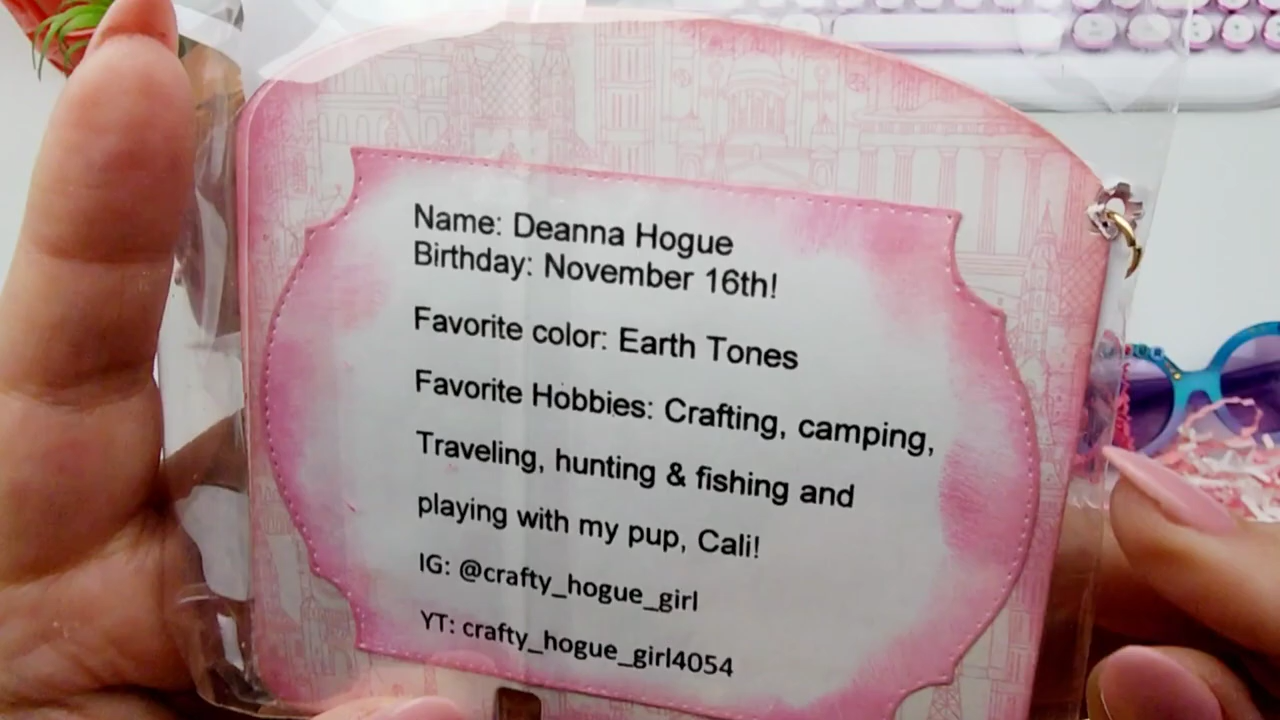 Name: Deanna Hogue
Birthday: November 16th!
Favorite color: Earth Tones
Favorite Hobbies: Crafting, camping,
Traveling, hunting & fishing and
playing with my pup, Cali!
IG: @crafty_hogue_girl
YT: crafty_hogue_girl4054